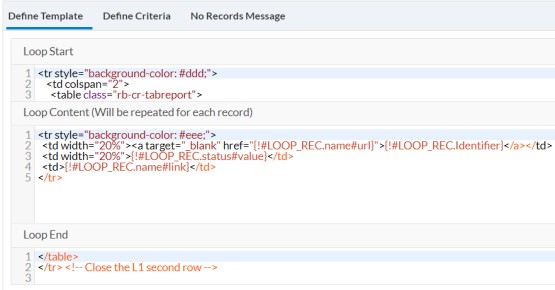 Define Template Define Criteria No Records Message
Loop Start
1 <tr style="background-color: #ddd;">
2 <td colspan="2">
3 <table class="rb-cr-tabreport">
Loop Content (Will be repeated for each record)
1 <tr style="background-color: #eee;">
2 <td width="20%"><a target="_blank" href="{!#LOOP_REC.name#url}">{!#LOOP_REC.Identifier}</a></td>
3 <td width="20%">{!#LOOP_REC.status#value}</td>
4 <td>{!#LOOP_REC.name#link}</td>
5 </tr>
Loop End
1 </table>
2 </tr> <!-- Close the L1 second row -->
3